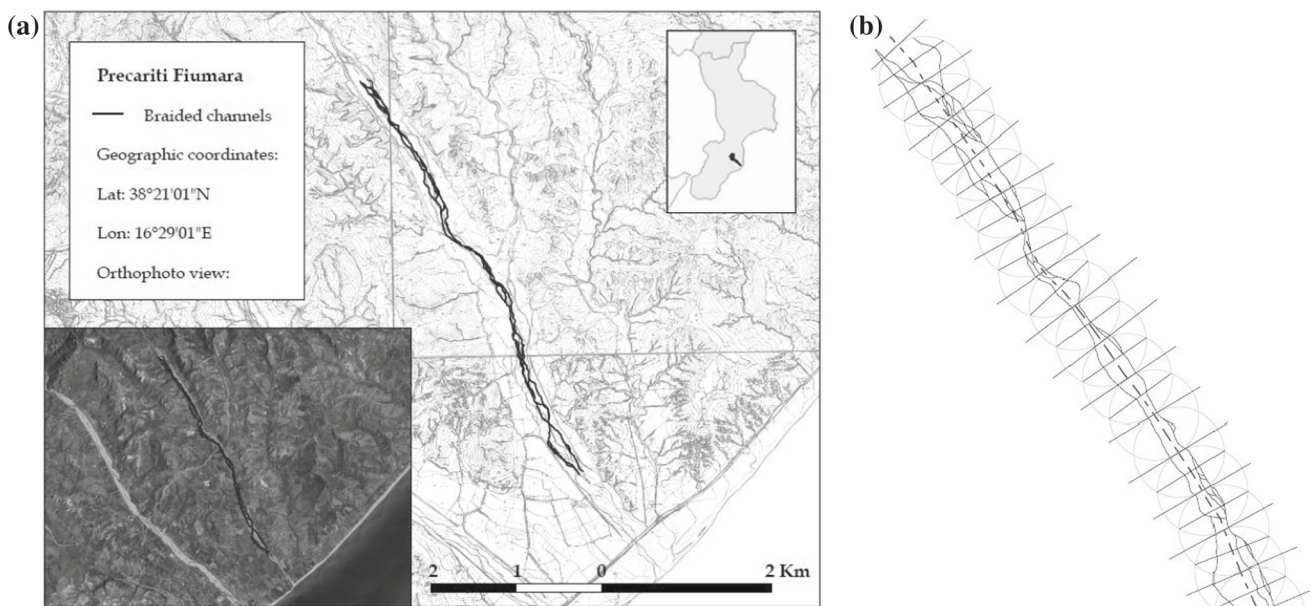 (a)
Precariti Fiumara
Braided channels
Geographic coordinates:
Lat: 38°21'01"N
Lon: 16°29'01"E
Orthophoto view:
2 1 0 2 Km
(b)